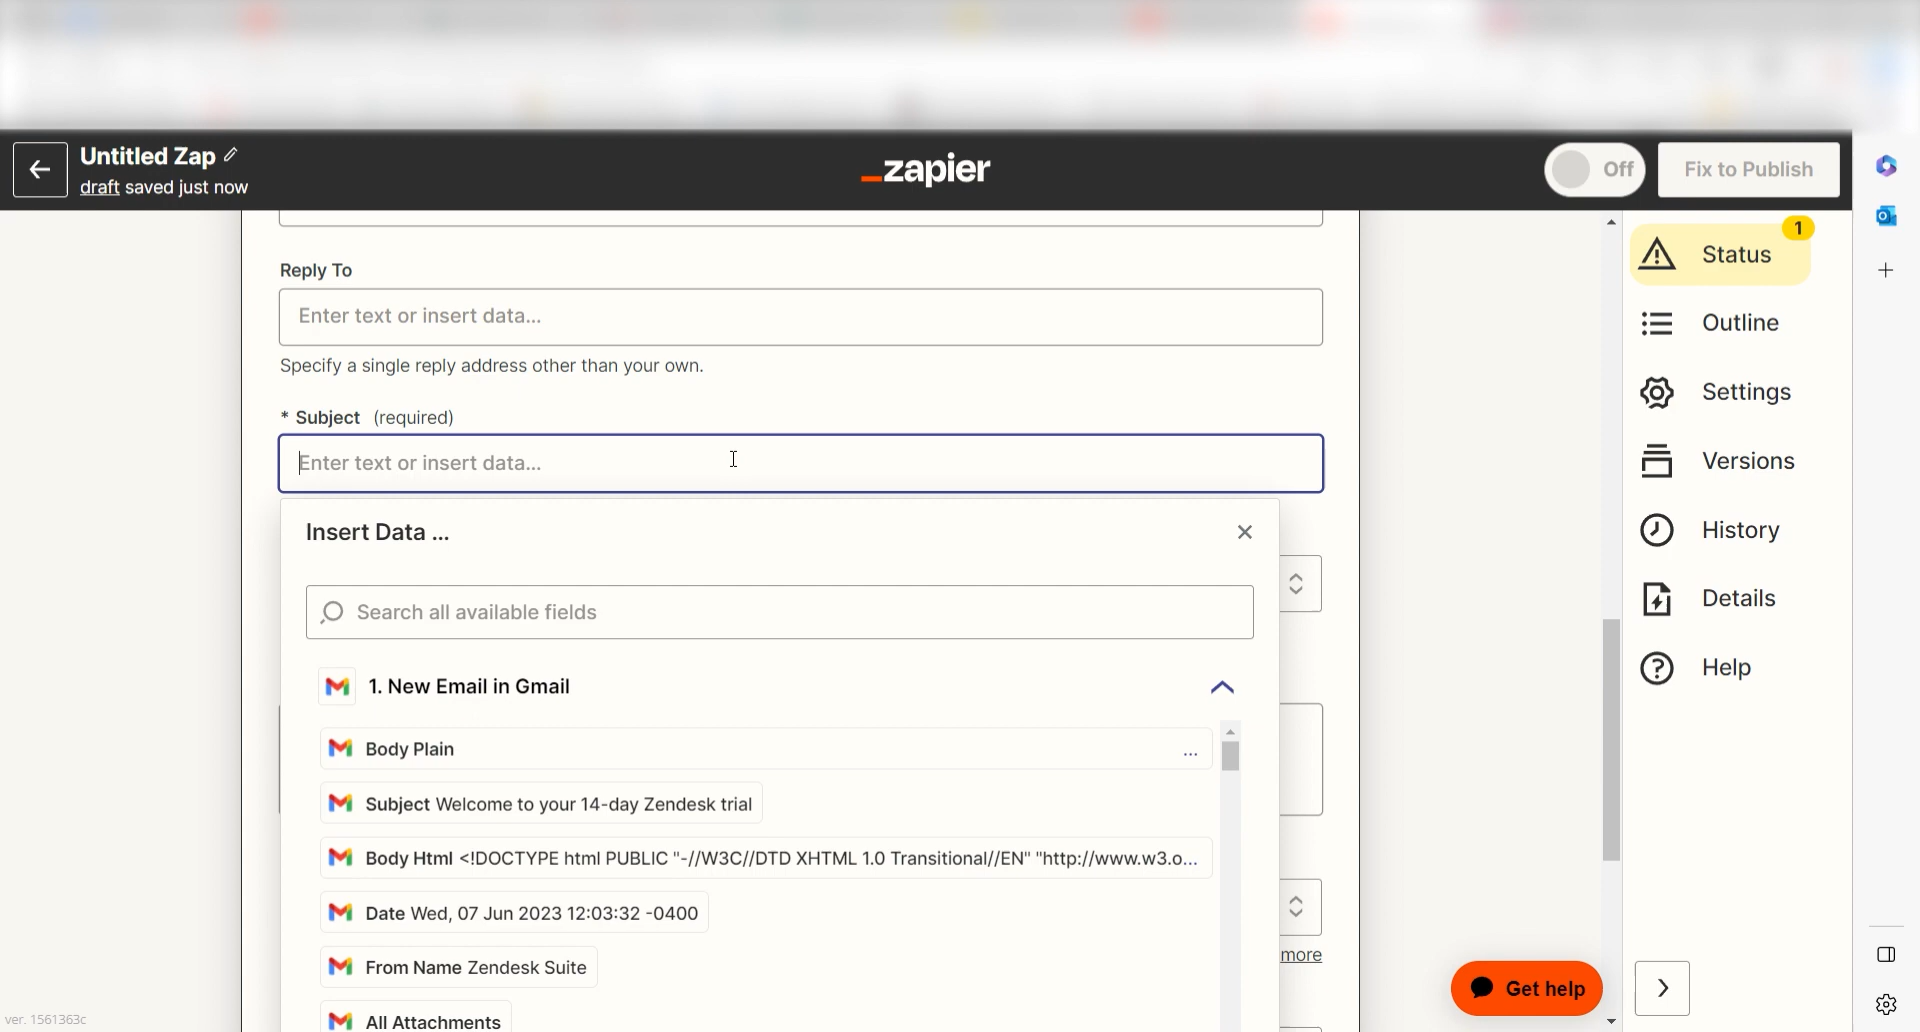 Untitled Zap
draft saved just now
zapier
Off
Fix to Publish
Reply To
Enter text or insert data...
Specify a single reply address other than your own.
* Subject (required)
Enter text or insert data...
Insert Data ...
Search all available fields
1. New Email in Gmail
Body Plain
...
Subject Welcome to your 14-day Zendesk trial
Body Html <!DOCTYPE html PUBLIC "-//W3C//DTD XHTML 1.0 Transitional//EN" "http://www.w3.o...
Date Wed, 07 Jun 2023 12:03:32 -0400
From Name Zendesk Suite
All Attachments
more
1
Status
Outline
Settings
Versions
History
Details
Help
Get help
ver. 1561363c